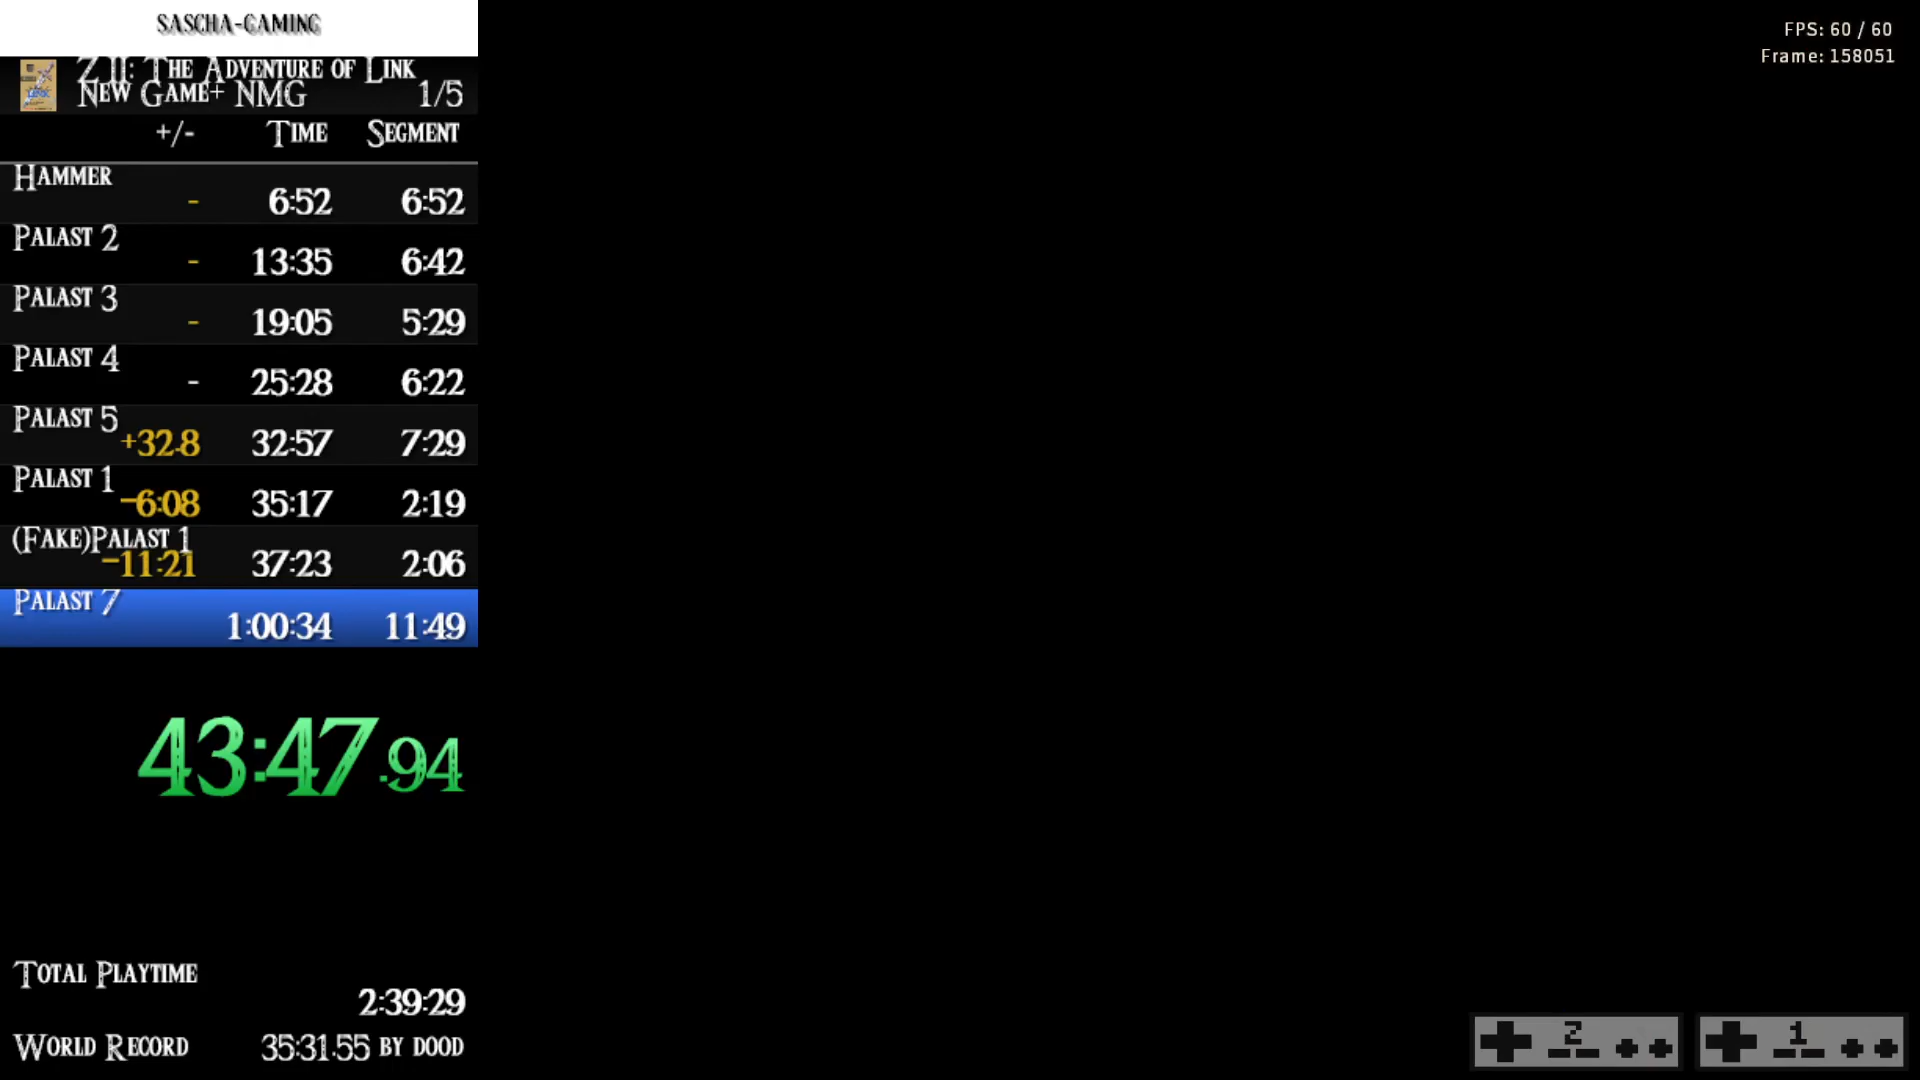 SASCHA-GAMING
Z II: THE ADVENTURE OF LINK
NEW GAME+ NMG 1/5
+/- TIME SEGMENT
HAMMER
- 6:52 6:52
PALAST 2
- 13:35 6:42
PALAST 3
- 19:05 5:29
PALAST 4
- 25:28 6:22
PALAST 5
+32.8 32:57 7:29
PALAST 1
−6:08 35:17 2:19
(FAKE)PALAST 1
−11:21 37:23 2:06
PALAST 7
1:00:34 11:49
43:47.94
TOTAL PLAYTIME
2:39:29
WORLD RECORD 35:31.55 BY DOOD
FPS: 60 / 60
Frame: 158051
2 1